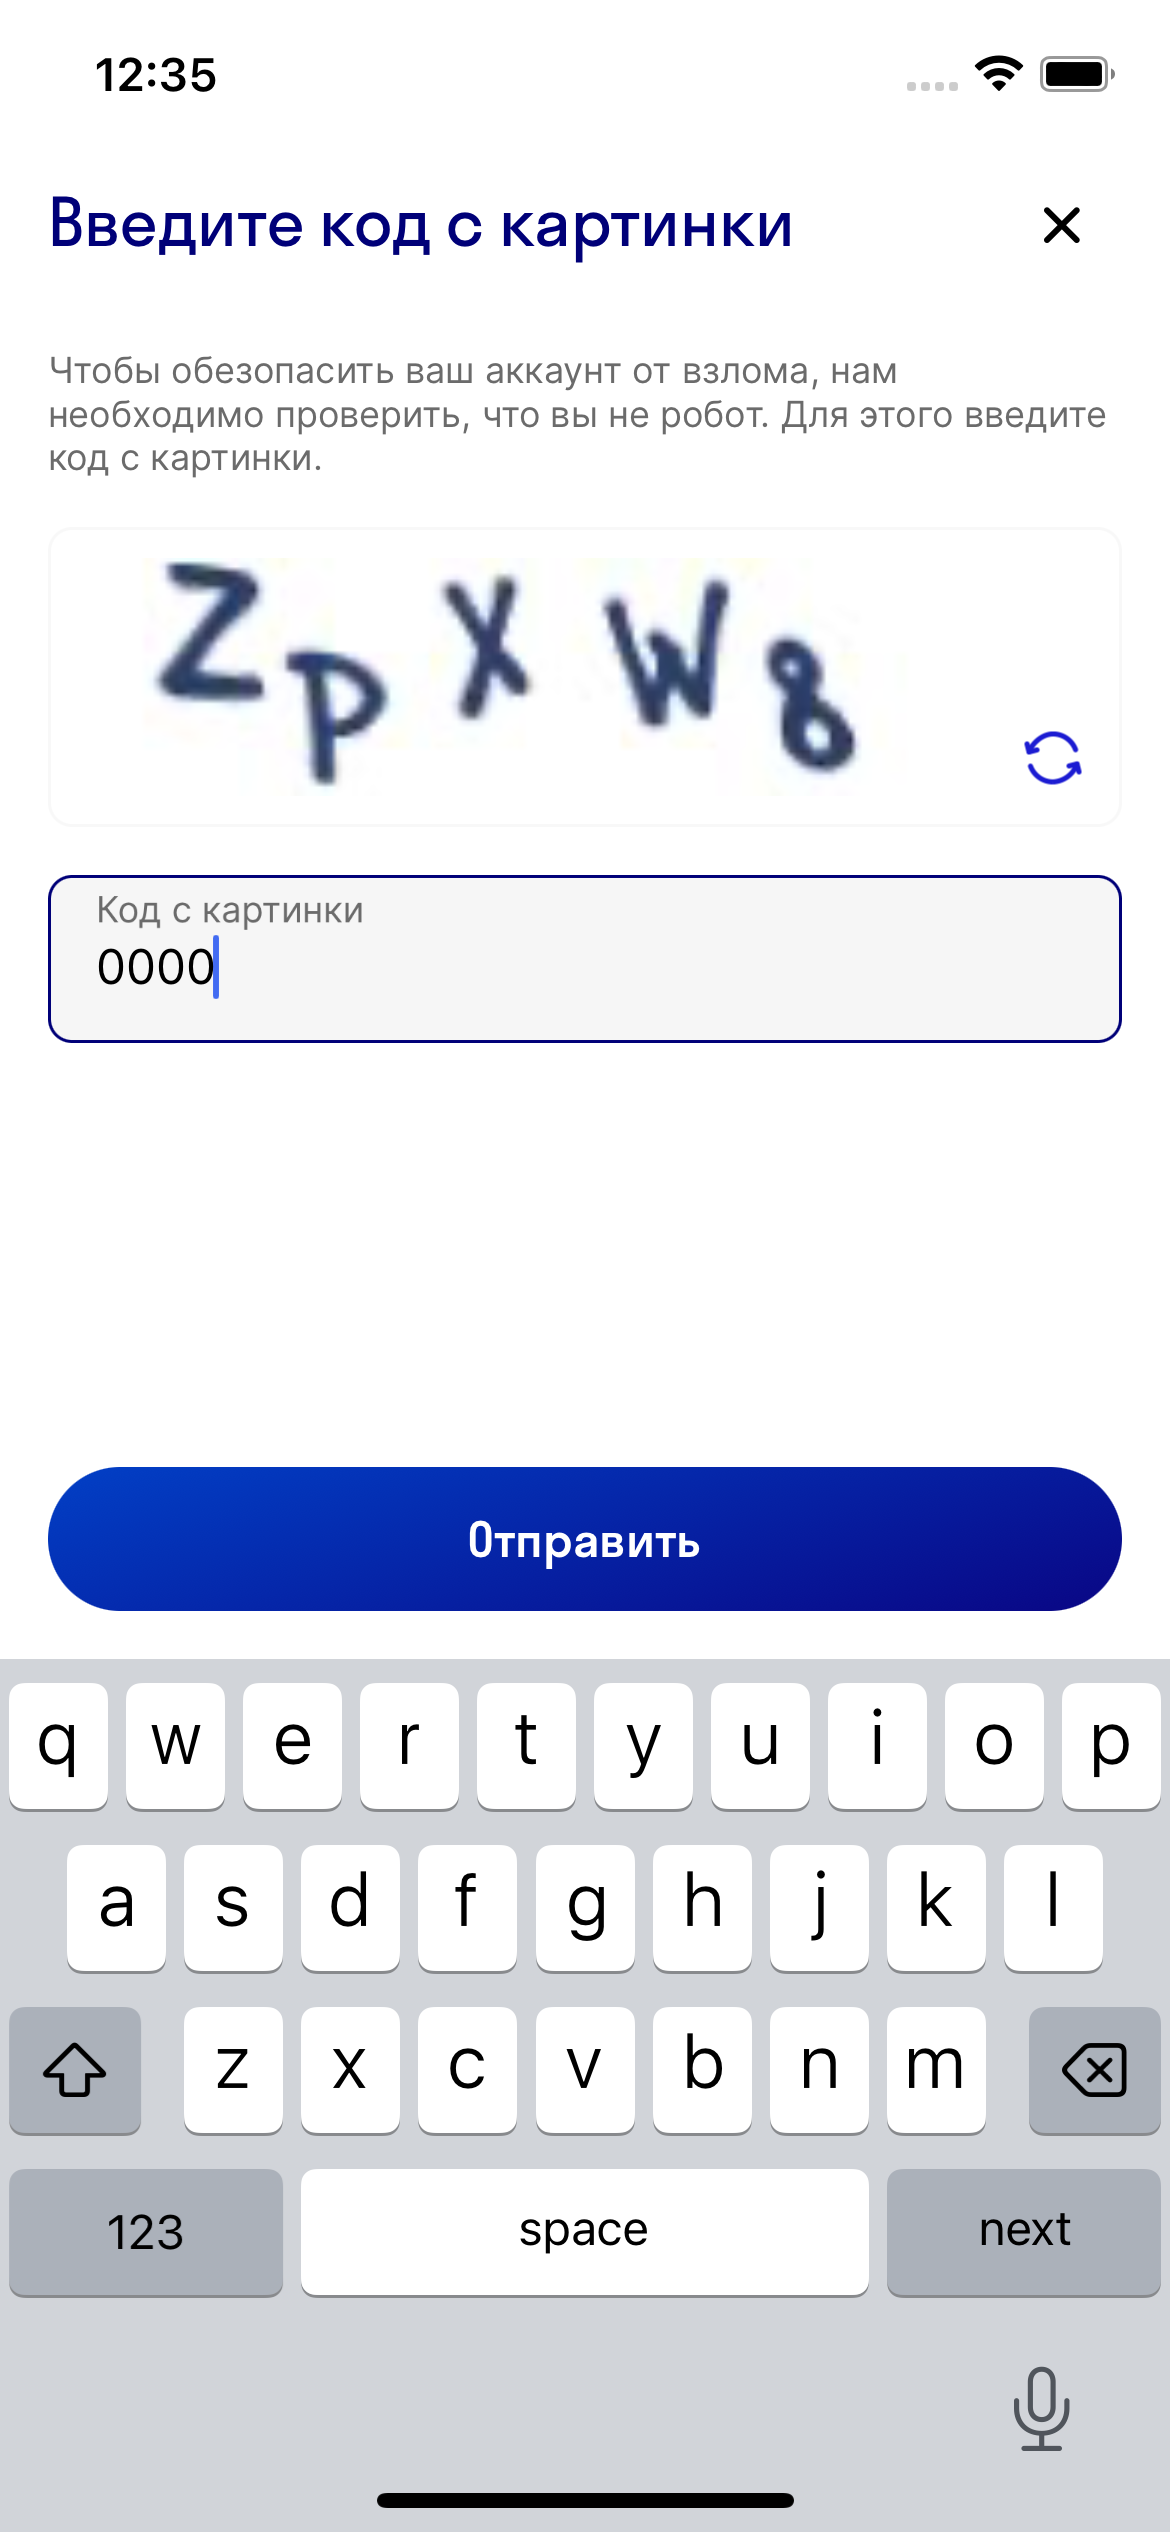 12:35
Введите код с картинки
Чтобы обезопасить ваш аккаунт от взлома, нам
необходимо проверить, что вы не робот. Для этого введите
код с картинки.
ZpXW8
Код с картинки
0000
Отправить
q w e r t y u i o p
a s d f g h j k l
z x c v b n m
123 space next